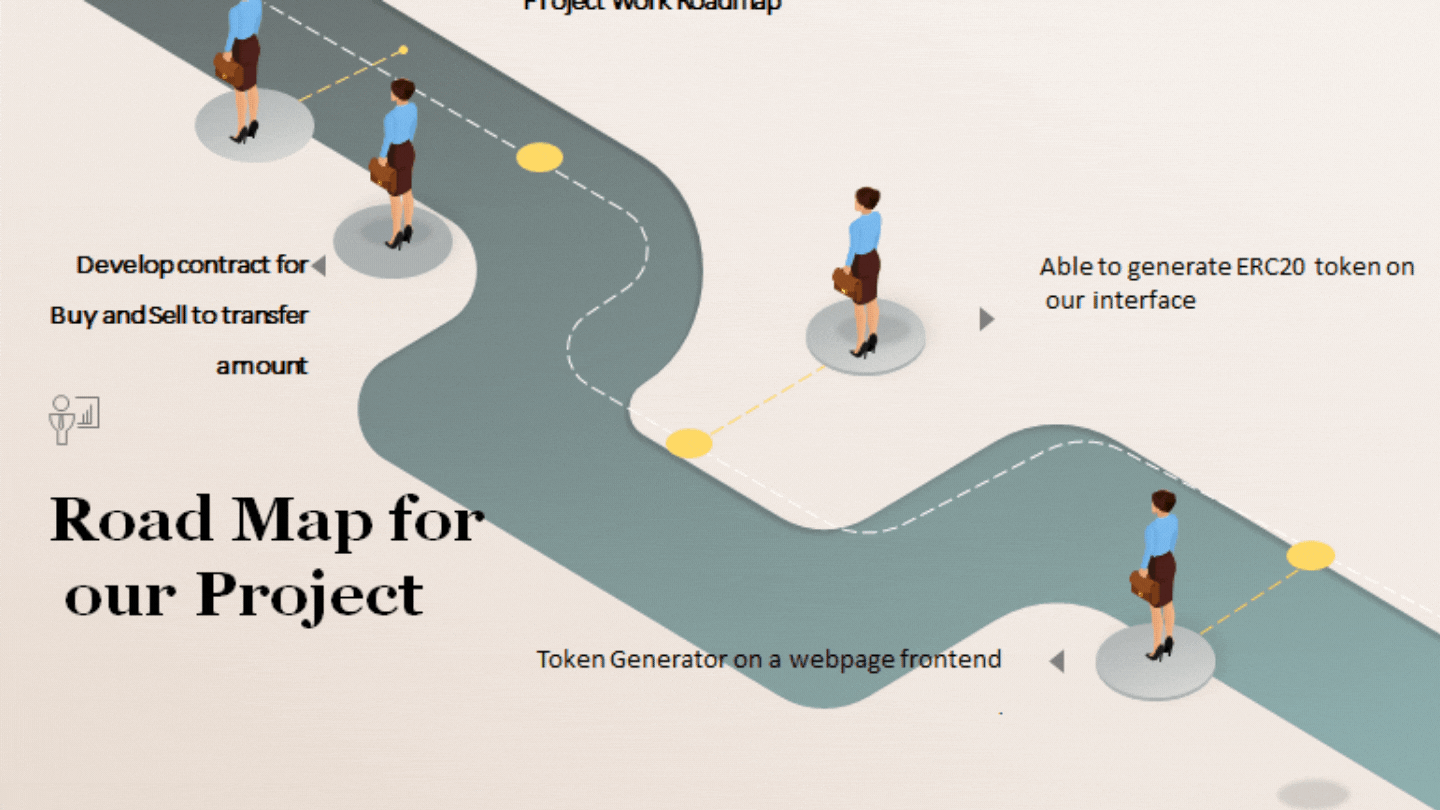 Project Work Roadmap
Develop contract for
Buy and Sell to transfer
amount
Able to generate ERC20 token on
our interface
Road Map for
our Project
Token Generator on a webpage frontend
.